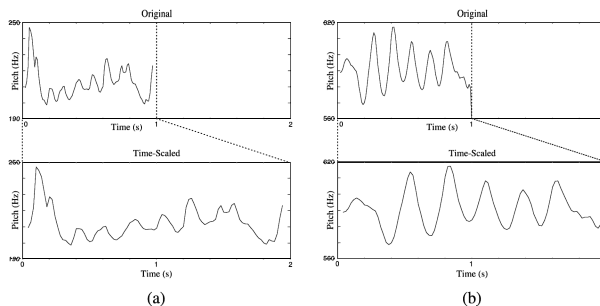 Original
250
Pitch (Hz)
190
0
1
2
Time (s)
Time-Scaled
250
Pitch (Hz)
190
0
1
2
Time (s)
(a)
Original
620
Pitch (Hz)
560
0
1
Time (s)
Time-Scaled
620
Pitch (Hz)
560
0
1
Time (s)
(b)